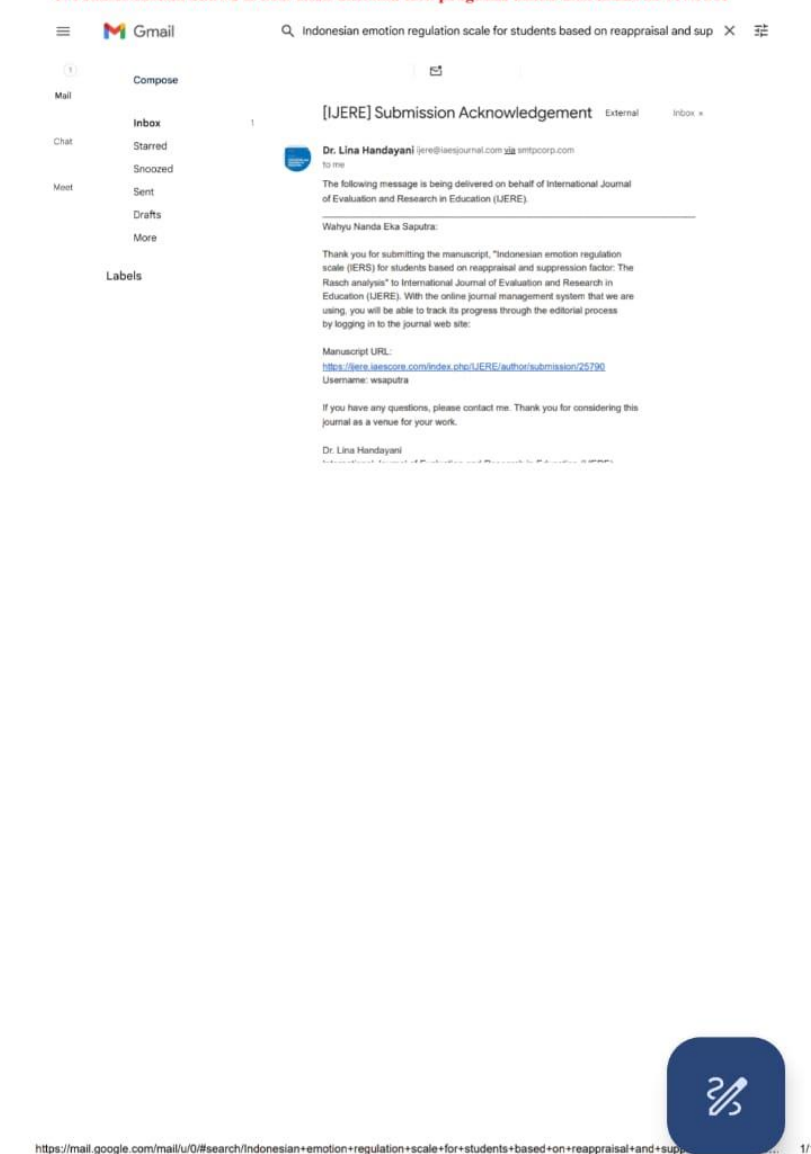 Gmail
Indonesian emotion regulation scale for students based on reappraisal and sup
1
Mail
Chat
Meet
Compose
Inbox 1
Starred
Snoozed
Sent
Drafts
More
Labels
[IJERE] Submission Acknowledgement External Inbox ×
Dr. Lina Handayani ijere@iaesjournal.com via smtpcorp.com
to me
The following message is being delivered on behalf of International Journal
of Evaluation and Research in Education (IJERE).
Wahyu Nanda Eka Saputra:
Thank you for submitting the manuscript, "Indonesian emotion regulation
scale (IERS) for students based on reappraisal and suppression factor: The
Rasch analysis" to International Journal of Evaluation and Research in
Education (IJERE). With the online journal management system that we are
using, you will be able to track its progress through the editorial process
by logging in to the journal web site:
Manuscript URL:
https://ijere.iaescore.com/index.php/IJERE/author/submission/25790
Username: wsaputra
If you have any questions, please contact me. Thank you for considering this
journal as a venue for your work.
Dr. Lina Handayani
https://mail.google.com/mail/u/0/#search/Indonesian+emotion+regulation+scale+for+students+based+on+reappraisal+and+sup ... 1/